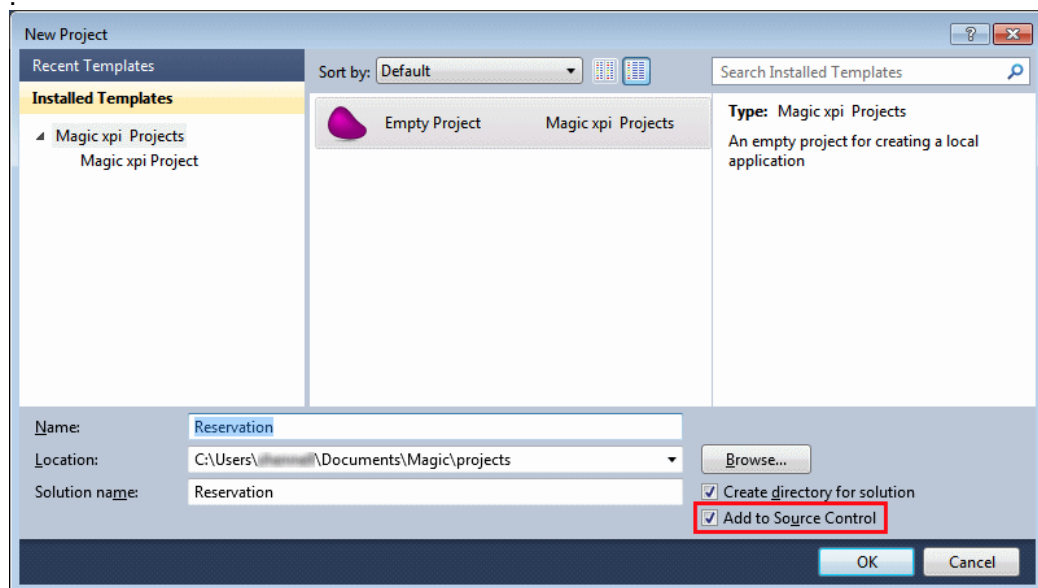 New Project
Recent Templates
Installed Templates
Magic xpi Projects
Magic xpi Project
Sort by: Default
Empty Project Magic xpi Projects
Search Installed Templates
Type: Magic xpi Projects
An empty project for creating a local
application
Name: Reservation
Location: C:\Users\ \Documents\Magic\projects
Browse...
Solution name: Reservation
Create directory for solution
Add to Source Control
OK Cancel